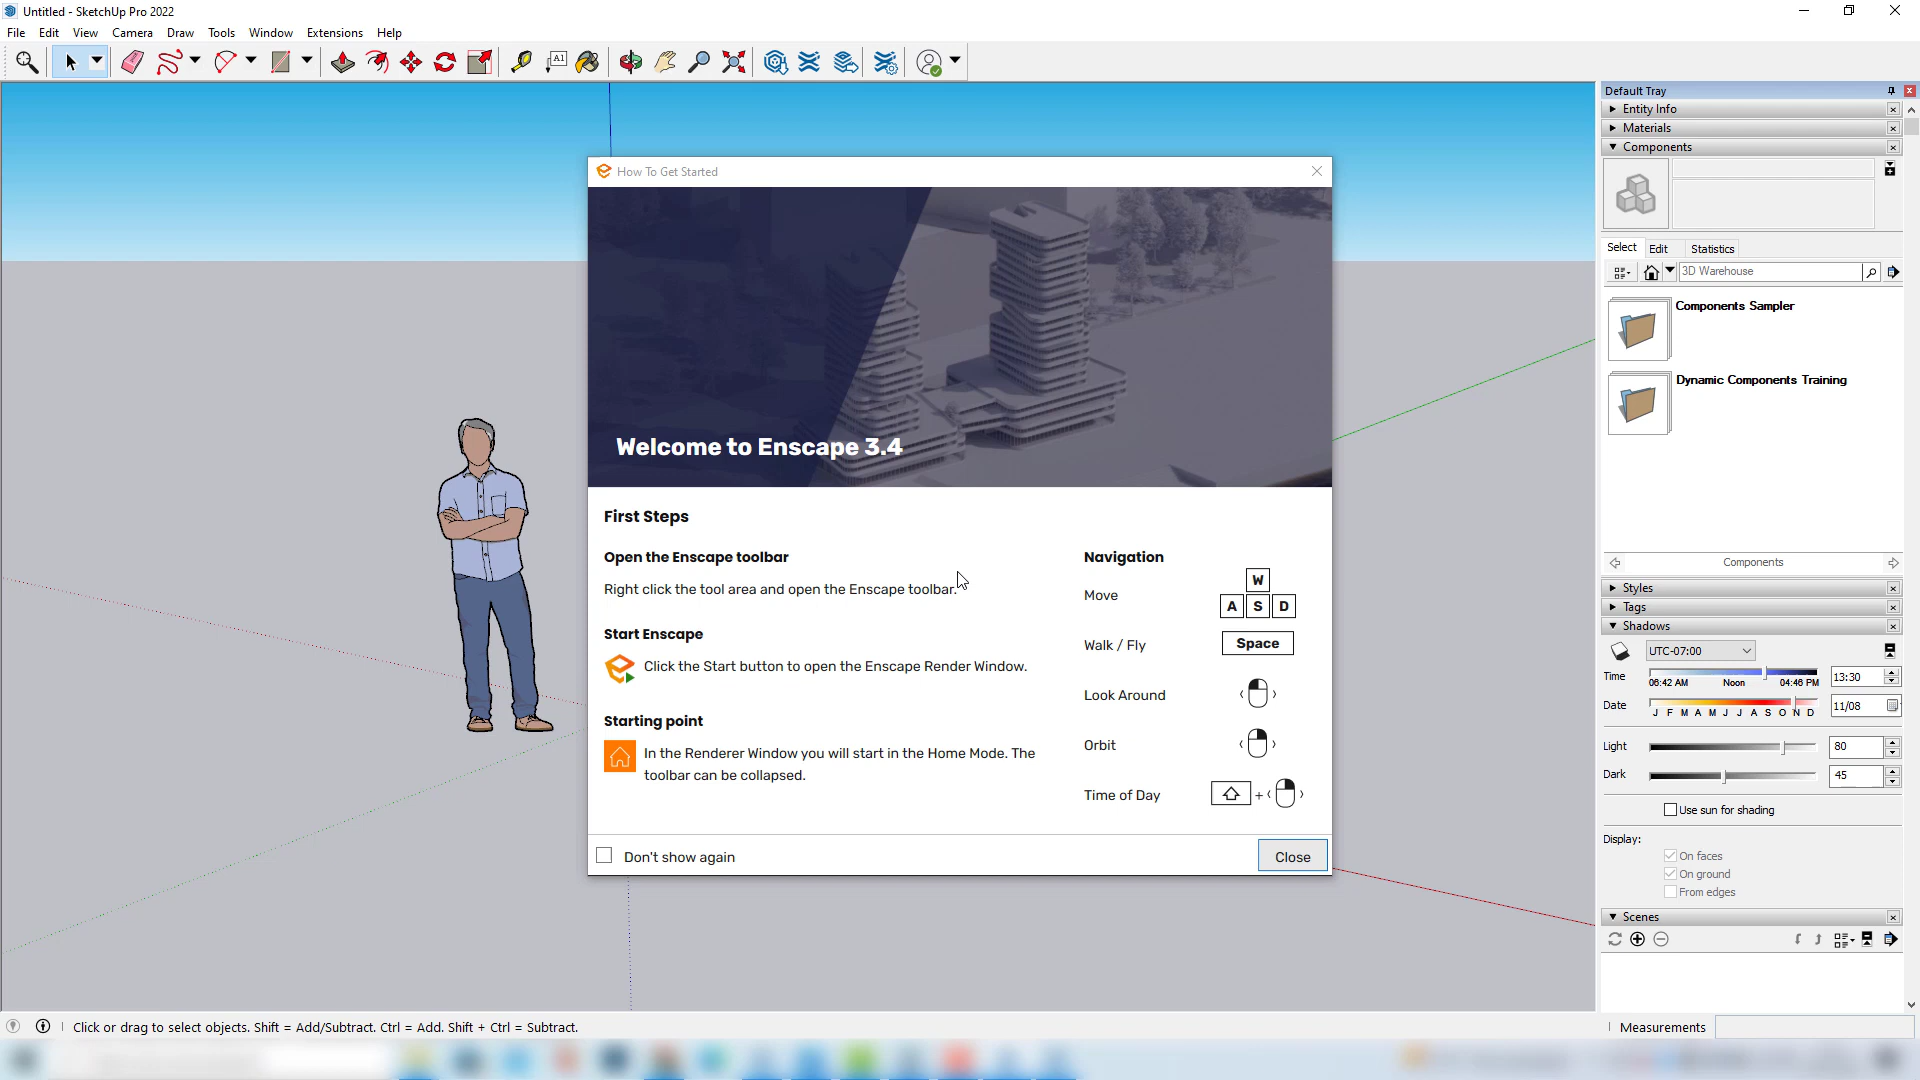 Untitled - SketchUp Pro 2022
File Edit View Camera Draw Tools Window Extensions Help
A1
Default Tray
Entity Info
Materials
Components
Select Edit Statistics
3D Warehouse
Components Sampler
Dynamic Components Training
Components
Styles
Tags
Shadows
UTC-07:00
Time 06:42 AM Noon 04:46 PM 13:30
Date J F M A M J J A S O N D 11/08
Light 80
Dark 45
Use sun for shading
Display:
On faces
On ground
From edges
Scenes
How To Get Started
Welcome to Enscape 3.4
First Steps
Open the Enscape toolbar
Right click the tool area and open the Enscape toolbar.
Start Enscape
Click the Start button to open the Enscape Render Window.
Starting point
In the Renderer Window you will start in the Home Mode. The
toolbar can be collapsed.
Navigation
Move W
A S D
Walk / Fly Space
Look Around
Orbit
Time of Day +
Don't show again
Close
Click or drag to select objects. Shift = Add/Subtract. Ctrl = Add. Shift + Ctrl = Subtract.
Measurements